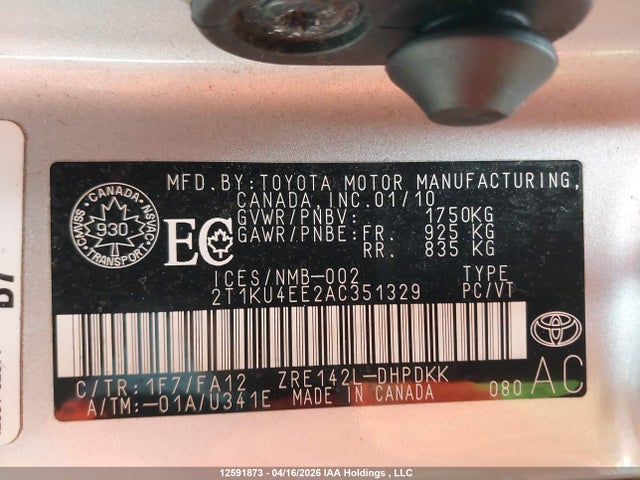 MFD.BY:TOYOTA MOTOR MANUFACTURING,
CANADA,INC.01/10
GVWR/PNBV: 1750KG
GAWR/PNBE:FR. 925 KG
RR. 835 KG
CANADA
CMVSS NSVAC
930
TRANSPORT
EC
ICES/NMB-002 TYPE
2T1KU4EE2AC351329 PC/VT
C/TR:1F7/FA12 ZRE142L-DHPDKK
A/TM:-01A/U341E MADE IN CANADA 080 AC
B7
12591873 - 04/16/2026 IAA Holdings , LLC